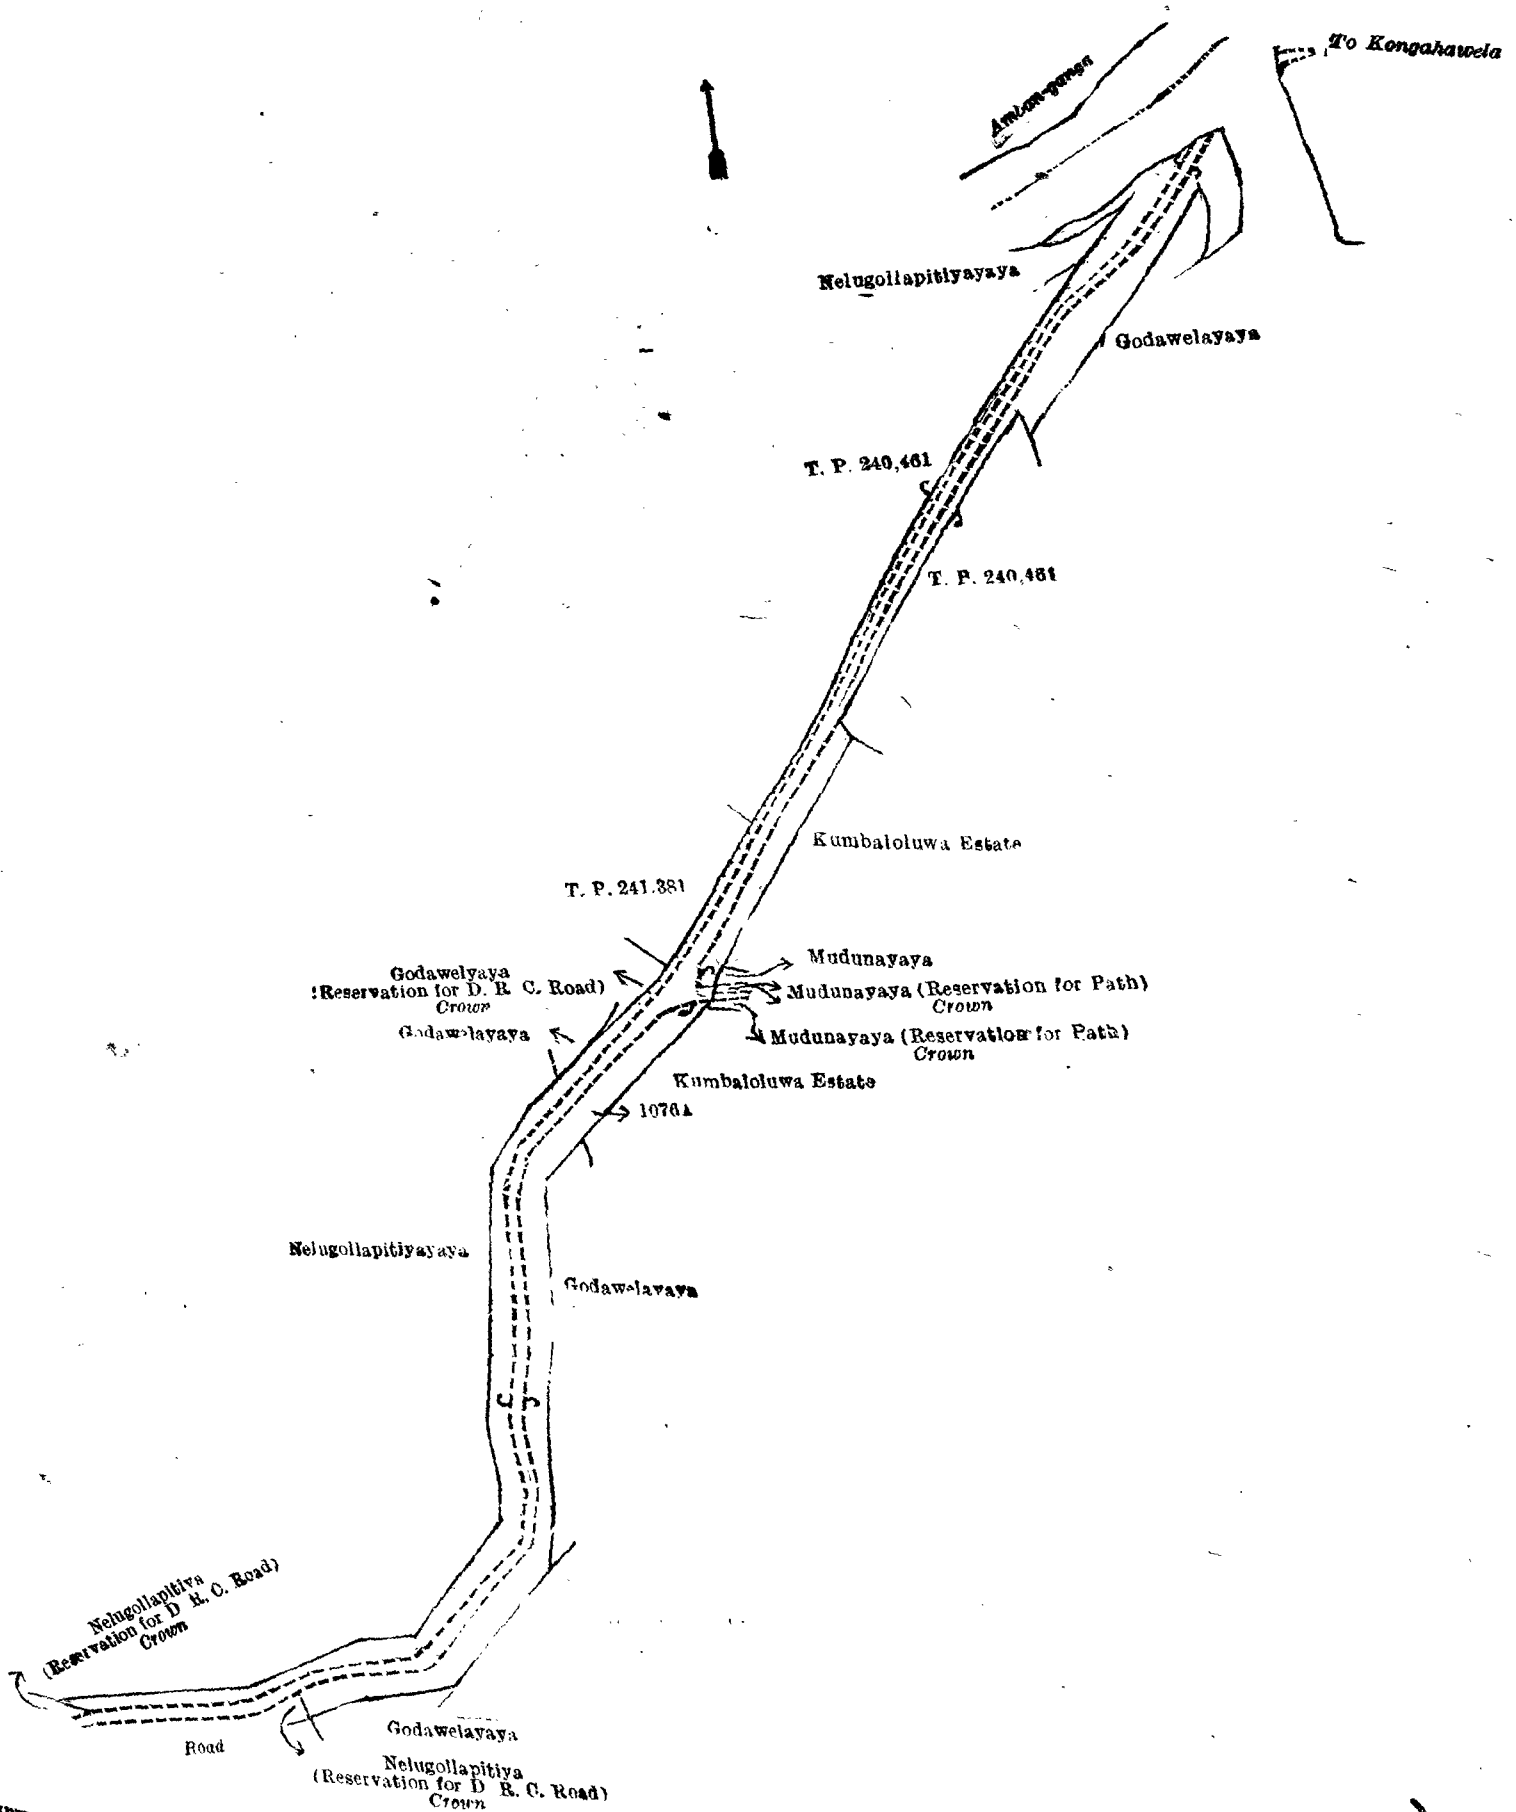 To Kongahawela
Amban-ganga
Nelugollapitiyayaya
Godawelayaya
T. P. 240,461
T. P. 240,461
Kumbaloluwa Estate
T. P. 241.381
Mudunayaya
Godawelyaya
(Reservation for D. R. C. Road)
Crown
Mudunayaya (Reservation for Path)
Crown
Godawelayaya
Mudunayaya (Reservation for Path)
Crown
Kumbaloluwa Estate
1076A
Nelugollapitiyayaya
Godawelayaya
Nelugollapitiya
(Reservation for D. R. C. Road)
Crown
Road
Godawelayaya
Nelugollapitiya
(Reservation for D R. C. Road)
Crown